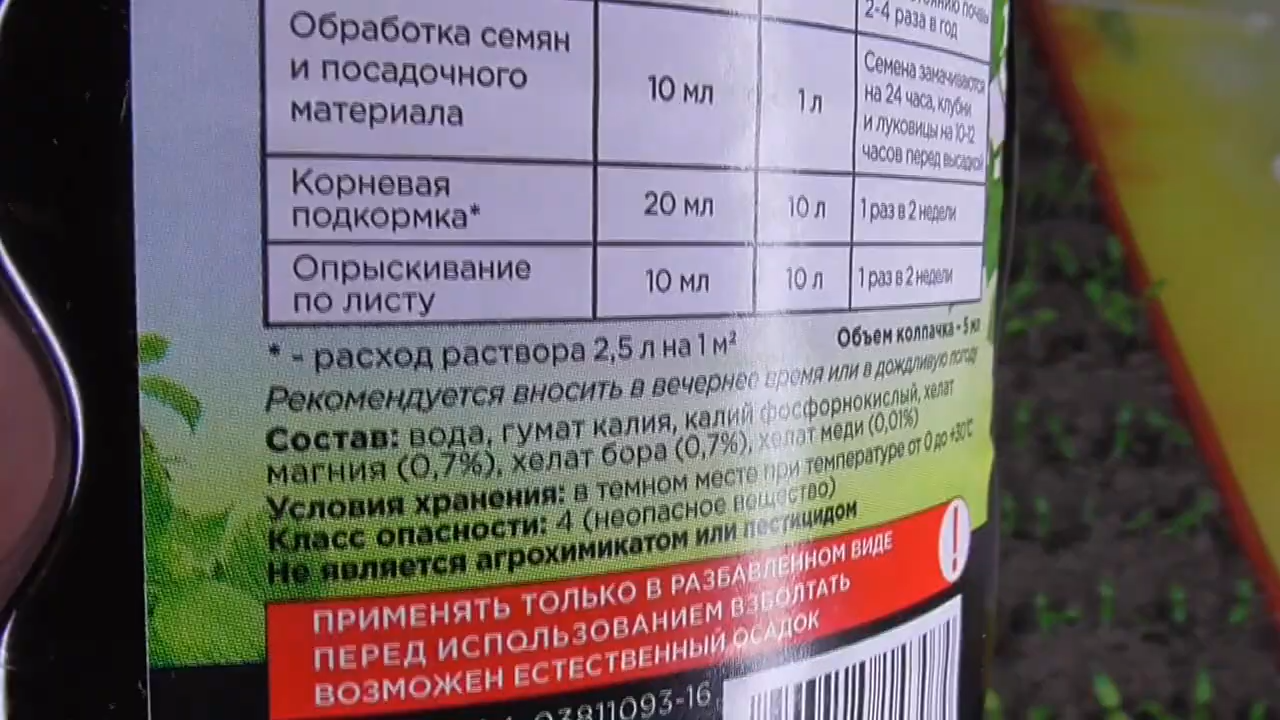 2-4 раза в год
Обработка семян
и посадочного
материала
10 мл
1 л
Семена замачиваются
на 24 часа, клубни
и луковицы на 10-12
часов перед высадкой
Корневая
подкормка*
20 мл
10 л
1 раз в 2 недели
Опрыскивание
по листу
10 мл
10 л
1 раз в 2 недели
* - расход раствора 2,5 л на 1 м²
Объем колпачка - 5 мл
Рекомендуется вносить в вечернее время или в дождливую погоду
Состав: вода, гумат калия, калий фосфорнокислый, хелат
магния (0,7%), хелат бора (0,7%), хелат меди (0,01%)
Условия хранения: в темном месте при температуре от 0 до +30°С
Класс опасности: 4 (неопасное вещество)
Не является агрохимикатом или пестицидом
ПРИМЕНЯТЬ ТОЛЬКО В РАЗБАВЛЕННОМ ВИДЕ
ПЕРЕД ИСПОЛЬЗОВАНИЕМ ВЗБОЛТАТЬ
ВОЗМОЖЕН ЕСТЕСТВЕННЫЙ ОСАДОК
!
03811093-16